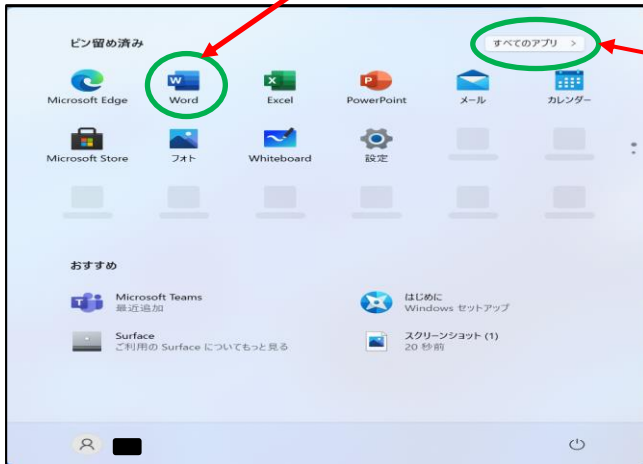 ピン留め済み
すべてのアプリ >
Microsoft Edge
Word
Excel
PowerPoint
メール
カレンダー
Microsoft Store
フォト
Whiteboard
設定
おすすめ
Microsoft Teams
最近追加
はじめに
Windows セットアップ
Surface
ご利用の Surface についてもっと見る
スクリーンショット (1)
20 秒前